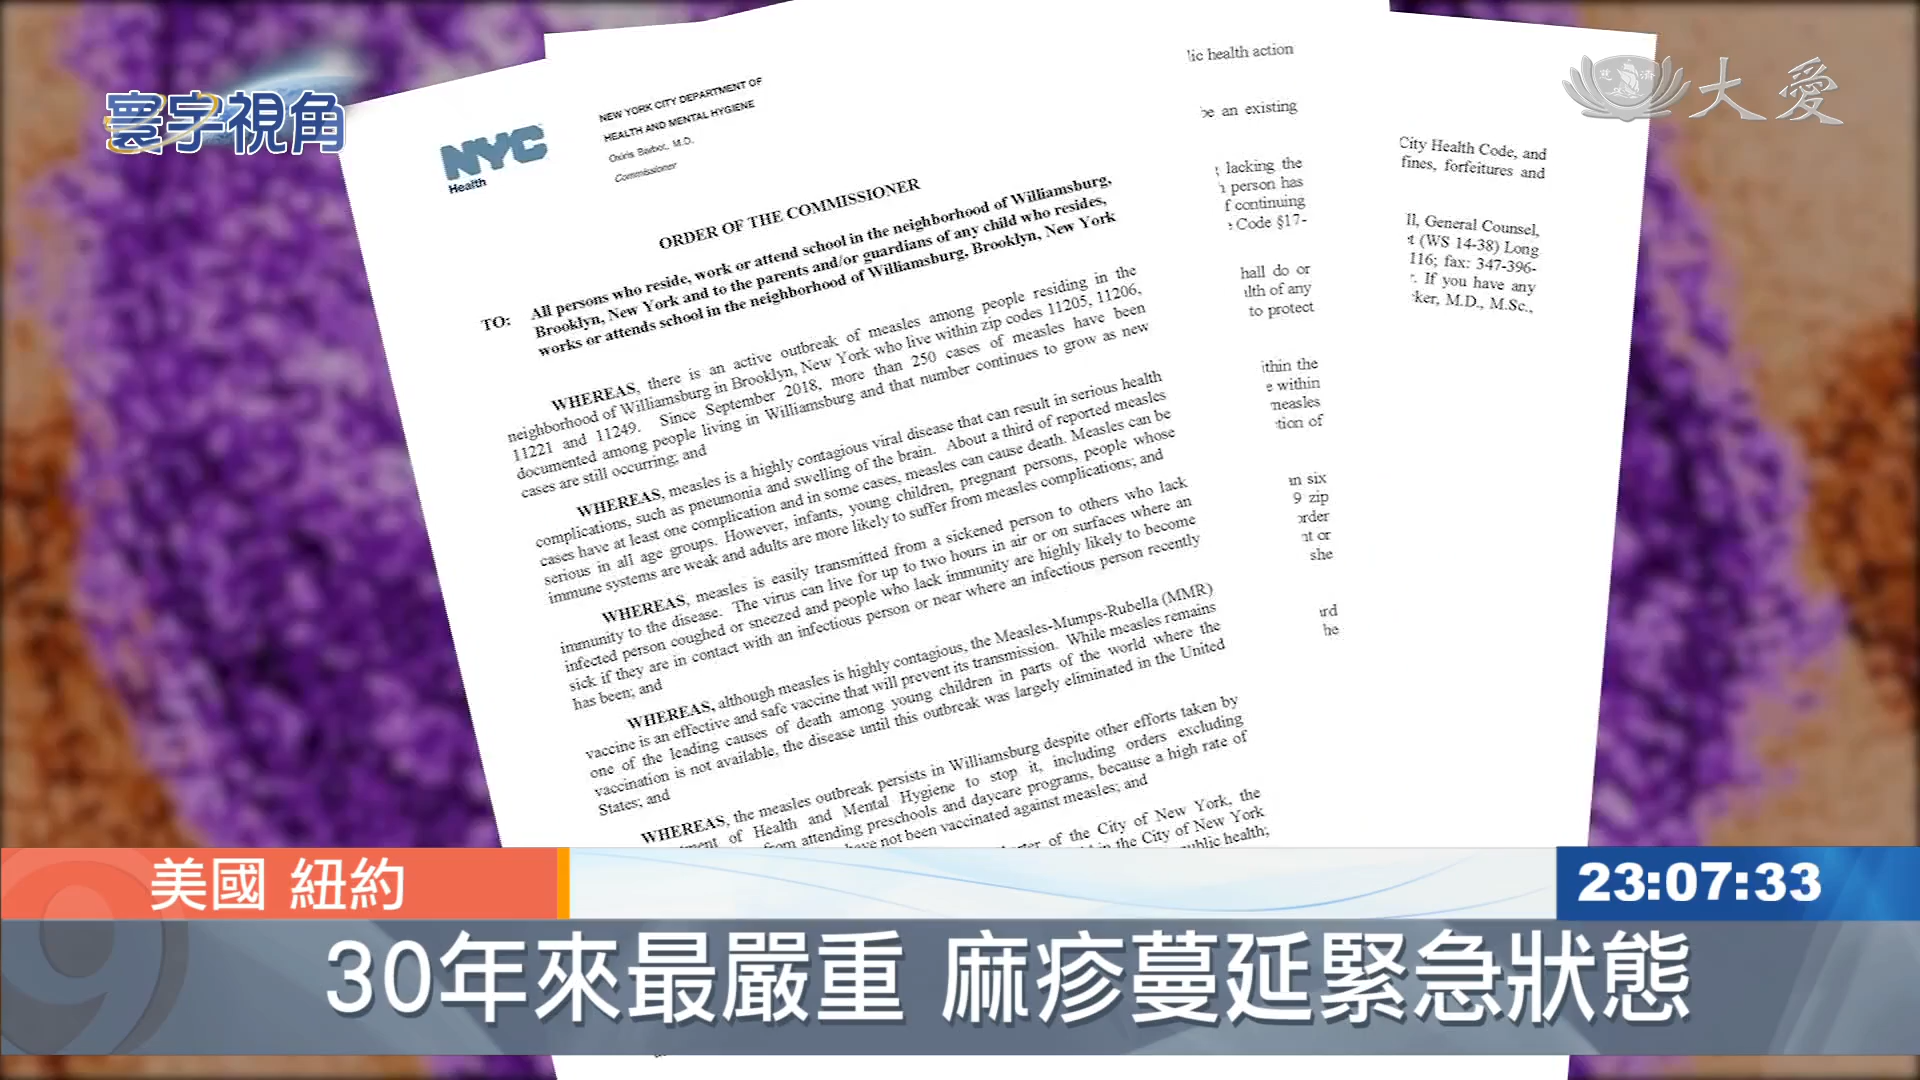 寰宇視角
慈 濟
大愛
NYC
Health
NEW YORK CITY DEPARTMENT OF
HEALTH AND MENTAL HYGIENE
Oxiris Barbot, M.D.
Commissioner
ORDER OF THE COMMISSIONER
TO: All persons who reside, work or attend school in the neighborhood of Williamsburg,
Brooklyn, New York and to the parents and/or guardians of any child who resides,
works or attends school in the neighborhood of Williamsburg, Brooklyn, New York
WHEREAS, there is an active outbreak of measles among people residing in the
neighborhood of Williamsburg in Brooklyn, New York who live within zip codes 11205, 11206,
11221 and 11249. Since September 2018, more than 250 cases of measles have been
documented among people living in Williamsburg and that number continues to grow as new
cases are still occurring; and
WHEREAS, measles is a highly contagious viral disease that can result in serious health
complications, such as pneumonia and swelling of the brain. About a third of reported measles
cases have at least one complication and in some cases, measles can cause death. Measles can be
serious in all age groups. However, infants, young children, pregnant persons, people whose
immune systems are weak and adults are more likely to suffer from measles complications; and
WHEREAS, measles is easily transmitted from a sickened person to others who lack
immunity to the disease. The virus can live for up to two hours in air or on surfaces where an
infected person coughed or sneezed and people who lack immunity are highly likely to become
sick if they are in contact with an infectious person or near where an infectious person recently
has been; and
WHEREAS, although measles is highly contagious, the Measles-Mumps-Rubella (MMR)
vaccine is an effective and safe vaccine that will prevent its transmission. While measles remains
one of the leading causes of death among young children in parts of the world where the
vaccination is not available, the disease until this outbreak was largely eliminated in the United
States; and
WHEREAS, the measles outbreak persists in Williamsburg despite other efforts taken by
of Health and Mental Hygiene to stop it, including orders excluding
from attending preschools and daycare programs, because a high rate of
not been vaccinated against measles; and
of the City of New York, the
in the City of New York
public health;
lic health action
be an existing
lacking the
person has
f continuing
Code §17-
hall do or
lth of any
to protect
ithin the
e within
measles
tion of
n six
9 zip
order
nt or
she
rd
he
City Health Code, and
fines, forfeitures and
ll, General Counsel,
t (WS 14-38) Long
116; fax: 347-396-
If you have any
ker, M.D., M.Sc.,
美國 紐約
23:07:33
30年來最嚴重 麻疹蔓延緊急狀態